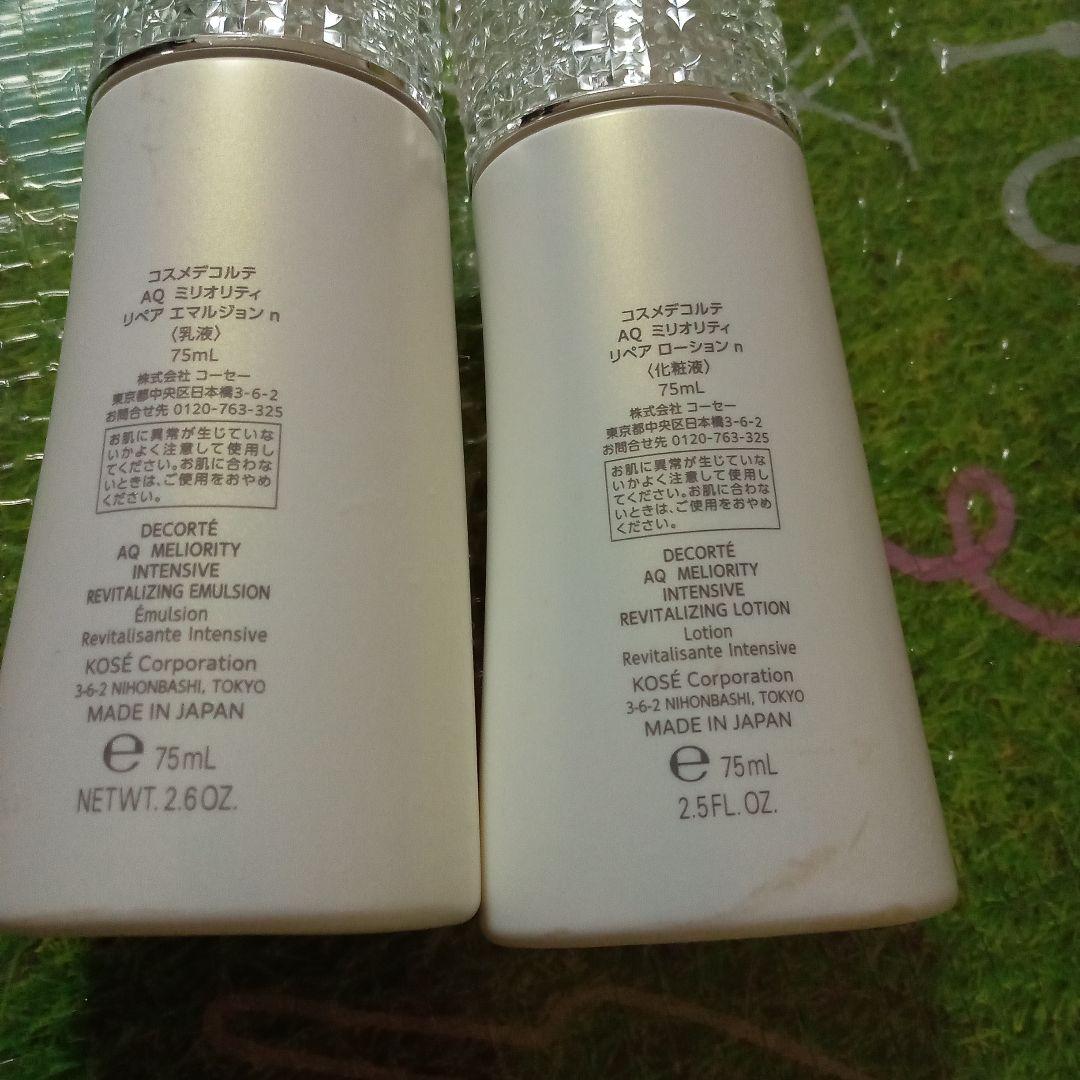 コスメデコルテ
AQ ミリオリティ
リペア エマルジョン n
〈乳液〉
75mL
株式会社 コーセー
東京都中央区日本橋3-6-2
お問合せ先 0120-763-325
お肌に異常が生じていな
いかよく注意して使用し
てください。お肌に合わな
いときは、ご使用をおやめ
ください。
DECORTÉ
AQ MELIORITY
INTENSIVE
REVITALIZING EMULSION
Émulsion
Revitalisante Intensive
KOSÉ Corporation
3-6-2 NIHONBASHI, TOKYO
MADE IN JAPAN
e 75mL
NETWT. 2.6 OZ.
コスメデコルテ
AQ ミリオリティ
リペア ローション n
〈化粧液〉
75mL
株式会社 コーセー
東京都中央区日本橋3-6-2
お問合せ先 0120-763-325
お肌に異常が生じていな
いかよく注意して使用し
てください。お肌に合わな
いときは、ご使用をおやめ
ください。
DECORTÉ
AQ MELIORITY
INTENSIVE
REVITALIZING LOTION
Lotion
Revitalisante Intensive
KOSÉ Corporation
3-6-2 NIHONBASHI, TOKYO
MADE IN JAPAN
e 75mL
2.5 FL. OZ.